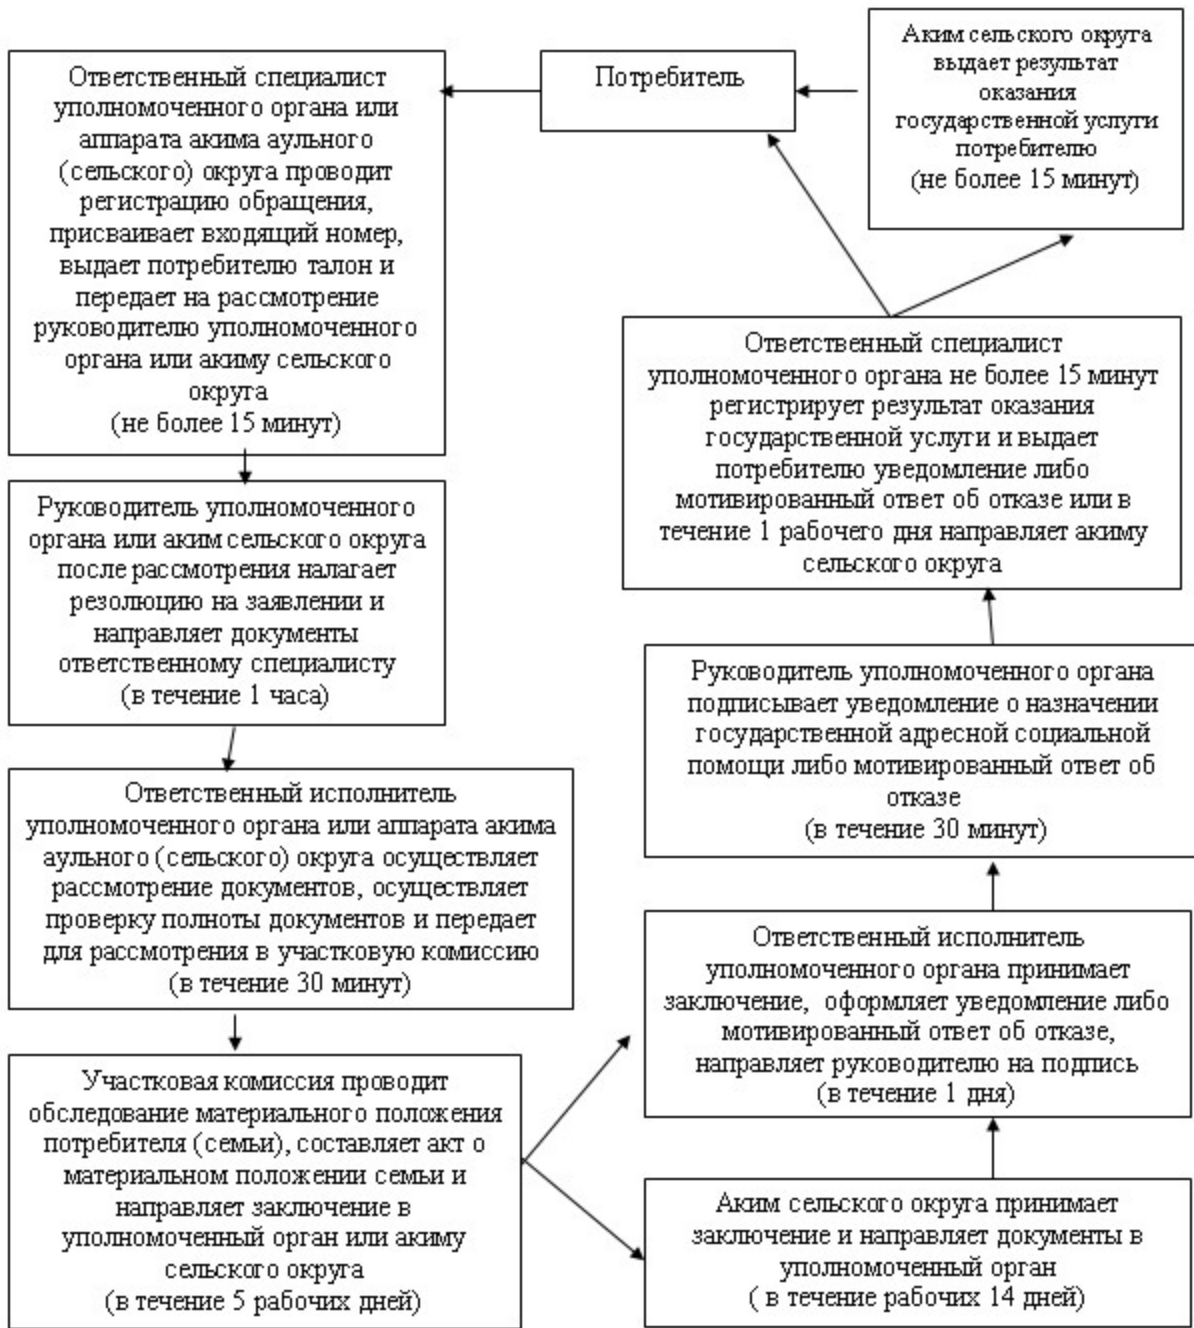 Потребитель
Ответственный специалист
уполномоченного органа или
аппарата акима аульного
(сельского) округа проводит
регистрацию обращения,
присваивает входящий номер,
выдает потребителю талон и
передает на рассмотрение
руководителю уполномоченного
органа или акиму сельского
округа
(не более 15 минут)
Руководитель уполномоченного
органа или аким сельского округа
после рассмотрения налагает
резолюцию на заявлении и
направляет документы
ответственному специалисту
(в течение 1 часа)
Ответственный исполнитель
уполномоченного органа или аппарата акима
аульного (сельского) округа осуществляет
рассмотрение документов, осуществляет
проверку полноты документов и передает
для рассмотрения в участковую комиссию
(в течение 30 минут)
Участковая комиссия проводит
обследование материального положения
потребителя (семьи), составляет акт о
материальном положении семьи и
направляет заключение в
уполномоченный орган или акиму
сельского округа
(в течение 5 рабочих дней)
Аким сельского округа принимает
заключение и направляет документы в
уполномоченный орган
( в течение рабочих 14 дней)
Ответственный исполнитель
уполномоченного органа принимает
заключение, оформляет уведомление либо
мотивированный ответ об отказе,
направляет руководителю на подпись
(в течение 1 дня)
Руководитель уполномоченного органа
подписывает уведомление о назначении
государственной адресной социальной
помощи либо мотивированный ответ об
отказе
(в течение 30 минут)
Ответственный специалист
уполномоченного органа не более 15 минут
регистрирует результат оказания
государственной услуги и выдает
потребителю уведомление либо
мотивированный ответ об отказе или в
течение 1 рабочего дня направляет акиму
сельского округа
Аким сельского округа
выдает результат
оказания
государственной услуги
потребителю
(не более 15 минут)